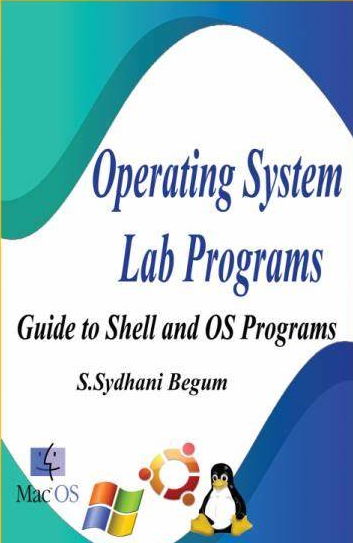 Operating System
Lab Programs
Guide to Shell and OS Programs
S.Sydhani Begum
Mac OS